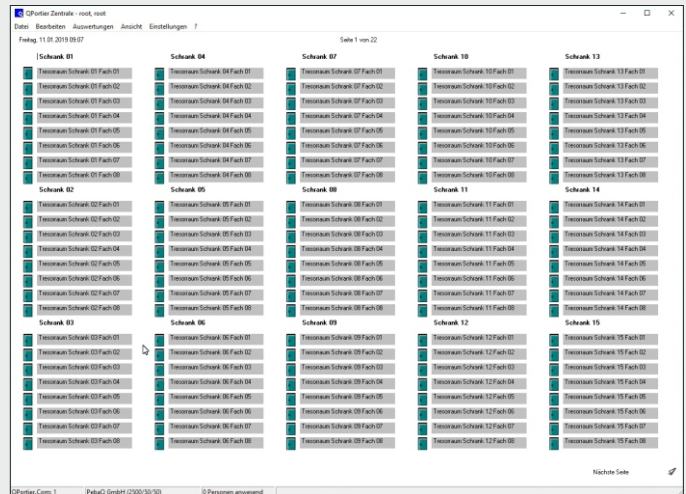 QPortier Zentrale - root, root
Datei Bearbeiten Auswertungen Ansicht Einstellungen ?
Freitag, 11.01.2019 09:07
Seite 1 von 22
Schrank 01
Tresorraum Schrank 01 Fach 01
Tresorraum Schrank 01 Fach 02
Tresorraum Schrank 01 Fach 03
Tresorraum Schrank 01 Fach 04
Tresorraum Schrank 01 Fach 05
Tresorraum Schrank 01 Fach 06
Tresorraum Schrank 01 Fach 07
Tresorraum Schrank 01 Fach 08
Schrank 02
Tresorraum Schrank 02 Fach 01
Tresorraum Schrank 02 Fach 02
Tresorraum Schrank 02 Fach 03
Tresorraum Schrank 02 Fach 04
Tresorraum Schrank 02 Fach 05
Tresorraum Schrank 02 Fach 06
Tresorraum Schrank 02 Fach 07
Tresorraum Schrank 02 Fach 08
Schrank 03
Tresorraum Schrank 03 Fach 01
Tresorraum Schrank 03 Fach 02
Tresorraum Schrank 03 Fach 03
Tresorraum Schrank 03 Fach 04
Tresorraum Schrank 03 Fach 05
Tresorraum Schrank 03 Fach 06
Tresorraum Schrank 03 Fach 07
Tresorraum Schrank 03 Fach 08
Schrank 04
Tresorraum Schrank 04 Fach 01
Tresorraum Schrank 04 Fach 02
Tresorraum Schrank 04 Fach 03
Tresorraum Schrank 04 Fach 04
Tresorraum Schrank 04 Fach 05
Tresorraum Schrank 04 Fach 06
Tresorraum Schrank 04 Fach 07
Tresorraum Schrank 04 Fach 08
Schrank 05
Tresorraum Schrank 05 Fach 01
Tresorraum Schrank 05 Fach 02
Tresorraum Schrank 05 Fach 03
Tresorraum Schrank 05 Fach 04
Tresorraum Schrank 05 Fach 05
Tresorraum Schrank 05 Fach 06
Tresorraum Schrank 05 Fach 07
Tresorraum Schrank 05 Fach 08
Schrank 06
Tresorraum Schrank 06 Fach 01
Tresorraum Schrank 06 Fach 02
Tresorraum Schrank 06 Fach 03
Tresorraum Schrank 06 Fach 04
Tresorraum Schrank 06 Fach 05
Tresorraum Schrank 06 Fach 06
Tresorraum Schrank 06 Fach 07
Tresorraum Schrank 06 Fach 08
Schrank 07
Tresorraum Schrank 07 Fach 01
Tresorraum Schrank 07 Fach 02
Tresorraum Schrank 07 Fach 03
Tresorraum Schrank 07 Fach 04
Tresorraum Schrank 07 Fach 05
Tresorraum Schrank 07 Fach 06
Tresorraum Schrank 07 Fach 07
Tresorraum Schrank 07 Fach 08
Schrank 08
Tresorraum Schrank 08 Fach 01
Tresorraum Schrank 08 Fach 02
Tresorraum Schrank 08 Fach 03
Tresorraum Schrank 08 Fach 04
Tresorraum Schrank 08 Fach 05
Tresorraum Schrank 08 Fach 06
Tresorraum Schrank 08 Fach 07
Tresorraum Schrank 08 Fach 08
Schrank 09
Tresorraum Schrank 09 Fach 01
Tresorraum Schrank 09 Fach 02
Tresorraum Schrank 09 Fach 03
Tresorraum Schrank 09 Fach 04
Tresorraum Schrank 09 Fach 05
Tresorraum Schrank 09 Fach 06
Tresorraum Schrank 09 Fach 07
Tresorraum Schrank 09 Fach 08
Schrank 10
Tresorraum Schrank 10 Fach 01
Tresorraum Schrank 10 Fach 02
Tresorraum Schrank 10 Fach 03
Tresorraum Schrank 10 Fach 04
Tresorraum Schrank 10 Fach 05
Tresorraum Schrank 10 Fach 06
Tresorraum Schrank 10 Fach 07
Tresorraum Schrank 10 Fach 08
Schrank 11
Tresorraum Schrank 11 Fach 01
Tresorraum Schrank 11 Fach 02
Tresorraum Schrank 11 Fach 03
Tresorraum Schrank 11 Fach 04
Tresorraum Schrank 11 Fach 05
Tresorraum Schrank 11 Fach 06
Tresorraum Schrank 11 Fach 07
Tresorraum Schrank 11 Fach 08
Schrank 12
Tresorraum Schrank 12 Fach 01
Tresorraum Schrank 12 Fach 02
Tresorraum Schrank 12 Fach 03
Tresorraum Schrank 12 Fach 04
Tresorraum Schrank 12 Fach 05
Tresorraum Schrank 12 Fach 06
Tresorraum Schrank 12 Fach 07
Tresorraum Schrank 12 Fach 08
Schrank 13
Tresorraum Schrank 13 Fach 01
Tresorraum Schrank 13 Fach 02
Tresorraum Schrank 13 Fach 03
Tresorraum Schrank 13 Fach 04
Tresorraum Schrank 13 Fach 05
Tresorraum Schrank 13 Fach 06
Tresorraum Schrank 13 Fach 07
Tresorraum Schrank 13 Fach 08
Schrank 14
Tresorraum Schrank 14 Fach 01
Tresorraum Schrank 14 Fach 02
Tresorraum Schrank 14 Fach 03
Tresorraum Schrank 14 Fach 04
Tresorraum Schrank 14 Fach 05
Tresorraum Schrank 14 Fach 06
Tresorraum Schrank 14 Fach 07
Tresorraum Schrank 14 Fach 08
Schrank 15
Tresorraum Schrank 15 Fach 01
Tresorraum Schrank 15 Fach 02
Tresorraum Schrank 15 Fach 03
Tresorraum Schrank 15 Fach 04
Tresorraum Schrank 15 Fach 05
Tresorraum Schrank 15 Fach 06
Tresorraum Schrank 15 Fach 07
Tresorraum Schrank 15 Fach 08
Nächste Seite
QPortier.Com: 1
PebaQ GmbH (2500/50/50)
0 Personen anwesend